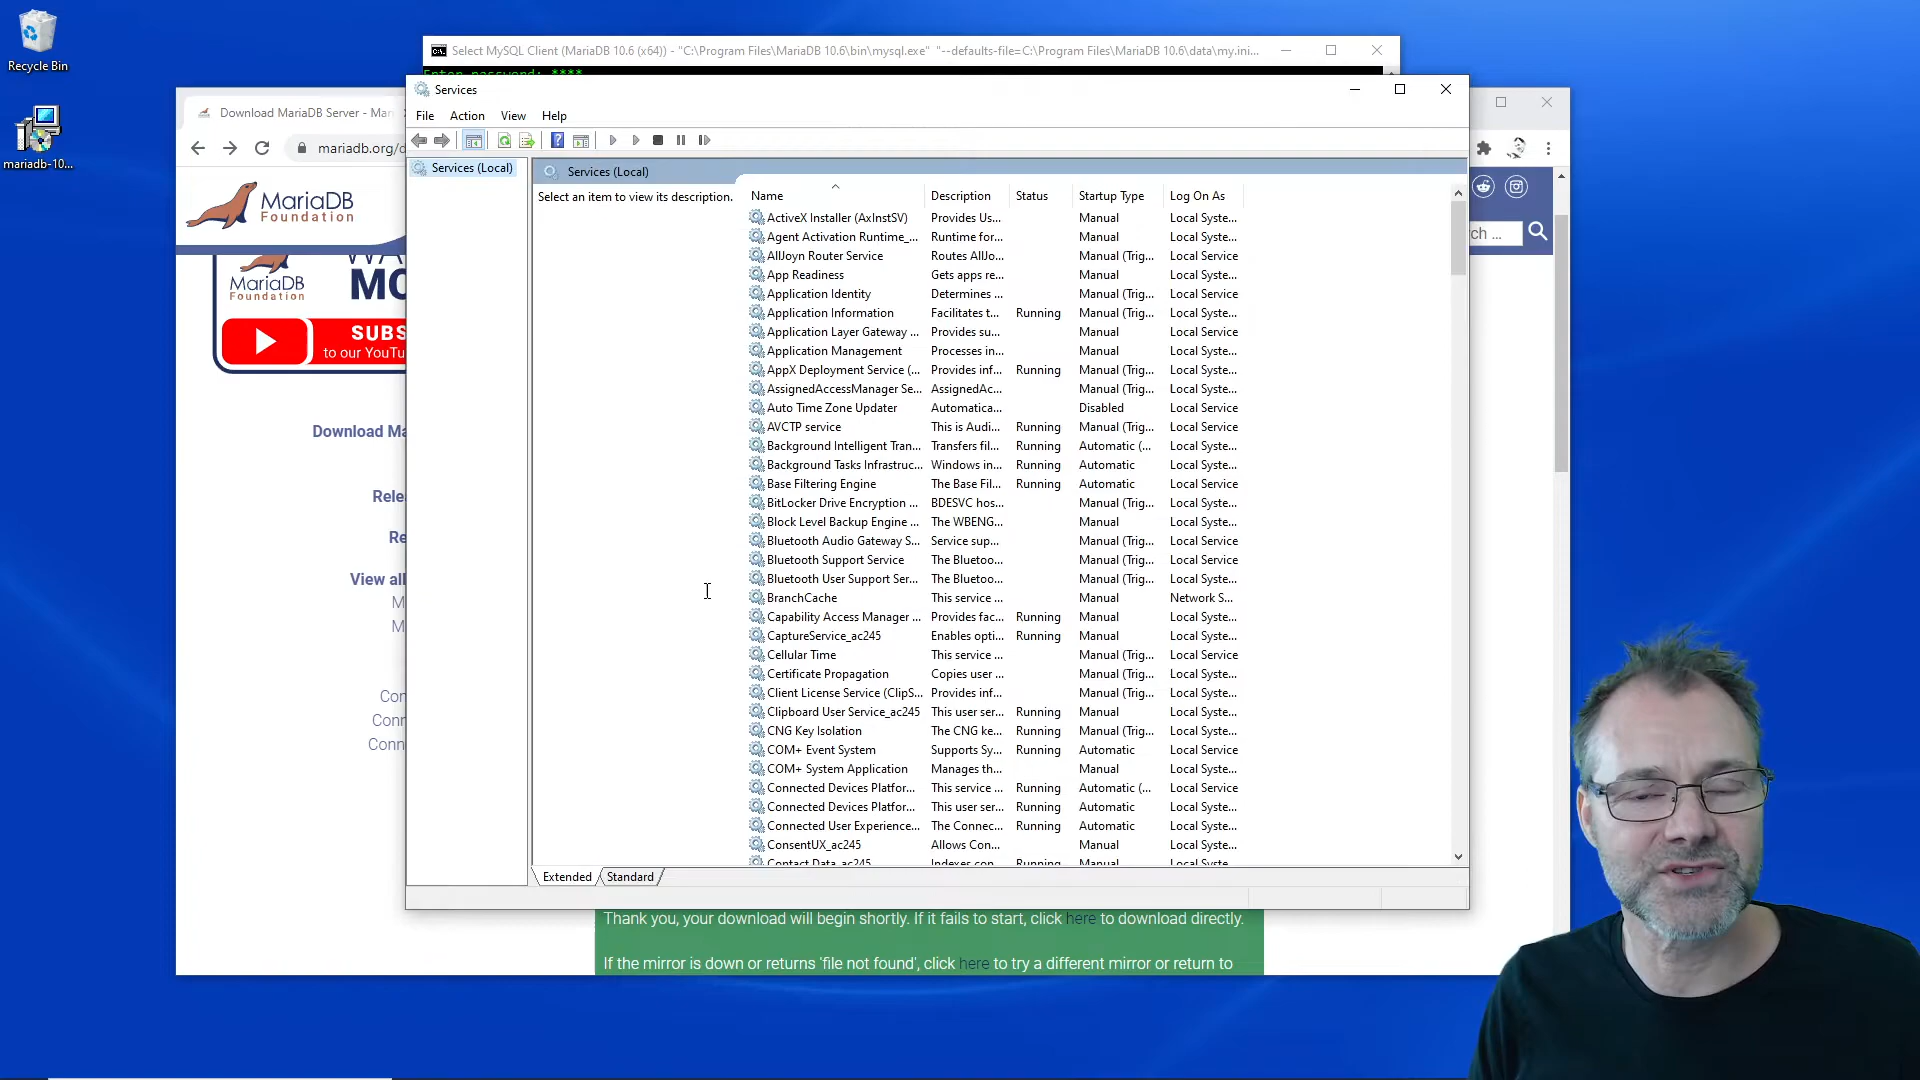 Recycle Bin
mariadb-10...
Select MySQL Client (MariaDB 10.6 (x64)) - "C:\Program Files\MariaDB 10.6\bin\mysql.exe" "--defaults-file=C:\Program Files\MariaDB 10.6\data\my.ini...
Enter password: ****
Download MariaDB Server - Mari
mariadb.org/d
MariaDB
Foundation
MariaDB
Foundation
MO
SUBS
to our YouTu
Download Ma
Rele
Re
View all
M
M
Con
Conn
Conn
ch ...
Services
File Action View Help
Services (Local)
Services (Local)
Select an item to view its description.
Name Description Status Startup Type Log On As
ActiveX Installer (AxInstSV) Provides Us... Manual Local Syste...
Agent Activation Runtime_... Runtime for... Manual Local Syste...
AllJoyn Router Service Routes AllJo... Manual (Trig... Local Service
App Readiness Gets apps re... Manual Local Syste...
Application Identity Determines ... Manual (Trig... Local Service
Application Information Facilitates t... Running Manual (Trig... Local Syste...
Application Layer Gateway ... Provides su... Manual Local Service
Application Management Processes in... Manual Local Syste...
AppX Deployment Service (... Provides inf... Running Manual (Trig... Local Syste...
AssignedAccessManager Se... AssignedAc... Manual (Trig... Local Syste...
Auto Time Zone Updater Automatica... Disabled Local Service
AVCTP service This is Audi... Running Manual (Trig... Local Service
Background Intelligent Tran... Transfers fil... Running Automatic (... Local Syste...
Background Tasks Infrastruc... Windows in... Running Automatic Local Syste...
Base Filtering Engine The Base Fil... Running Automatic Local Service
BitLocker Drive Encryption ... BDESVC hos... Manual (Trig... Local Syste...
Block Level Backup Engine ... The WBENG... Manual Local Syste...
Bluetooth Audio Gateway S... Service sup... Manual (Trig... Local Service
Bluetooth Support Service The Bluetoo... Manual (Trig... Local Service
Bluetooth User Support Ser... The Bluetoo... Manual (Trig... Local Syste...
BranchCache This service ... Manual Network S...
Capability Access Manager ... Provides fac... Running Manual Local Syste...
CaptureService_ac245 Enables opti... Running Manual Local Syste...
Cellular Time This service ... Manual (Trig... Local Service
Certificate Propagation Copies user ... Manual (Trig... Local Syste...
Client License Service (ClipS... Provides inf... Manual (Trig... Local Syste...
Clipboard User Service_ac245 This user ser... Running Manual Local Syste...
CNG Key Isolation The CNG ke... Running Manual (Trig... Local Syste...
COM+ Event System Supports Sy... Running Automatic Local Service
COM+ System Application Manages th... Manual Local Syste...
Connected Devices Platfor... This service ... Running Automatic (... Local Service
Connected Devices Platfor... This user ser... Running Automatic Local Syste...
Connected User Experience... The Connec... Running Automatic Local Syste...
ConsentUX_ac245 Allows Con... Manual Local Syste...
Contact Data_ac245 Indexes con... Running Manual Local Syste...
Extended Standard
Thank you, your download will begin shortly. If it fails to start, click here to download directly.
If the mirror is down or returns 'file not found', click here to try a different mirror or return to